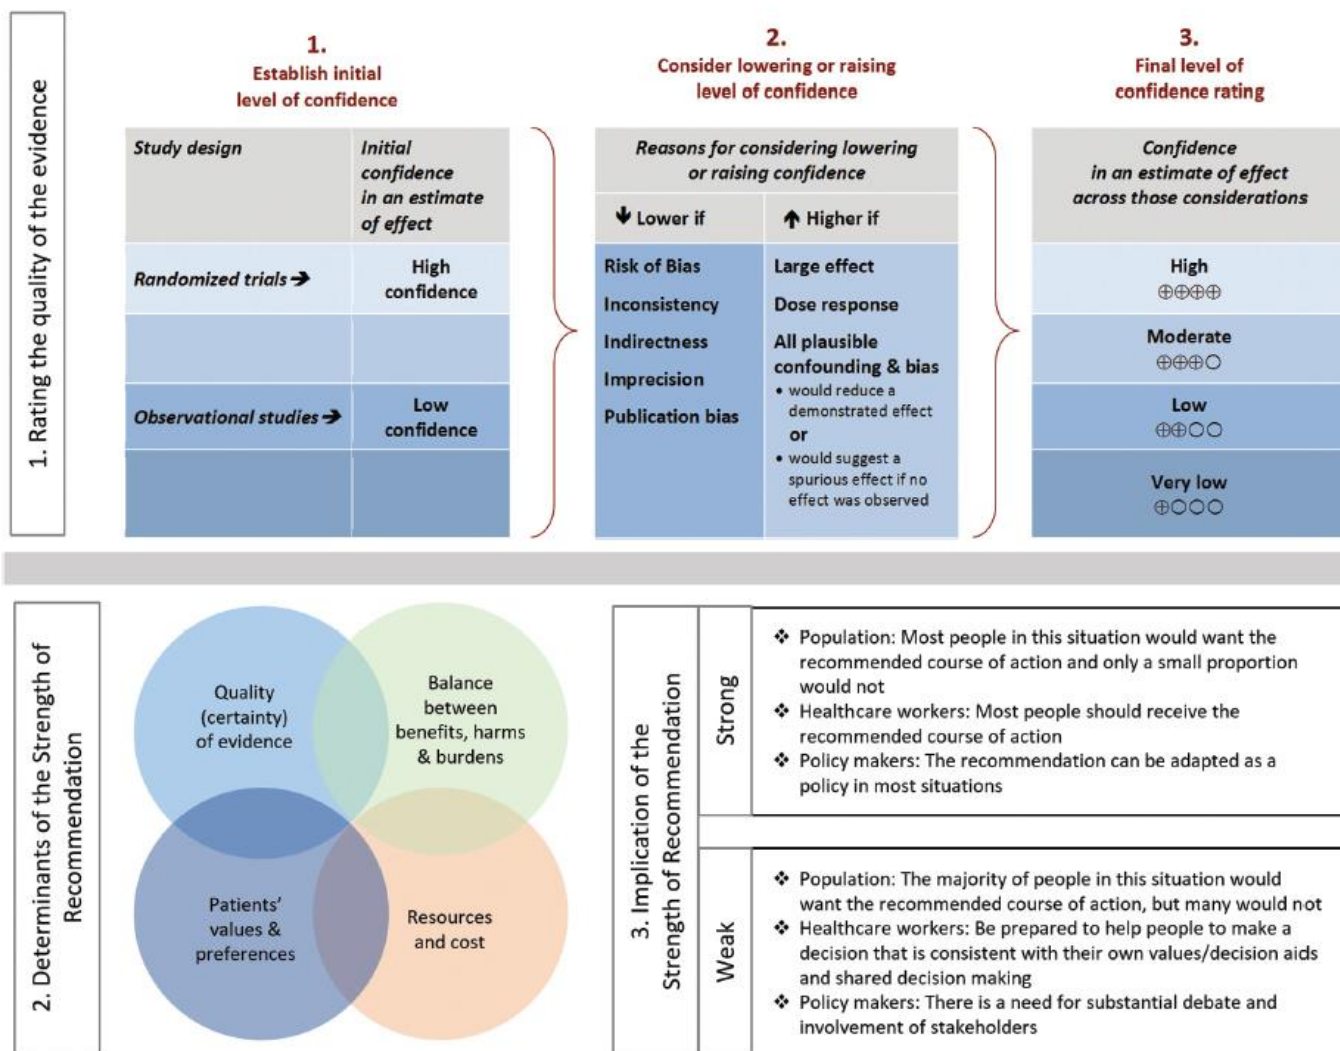 1. Rating the quality of the evidence
1.
Establish initial
level of confidence
Study design
Initial
confidence
in an estimate
of effect
Randomized trials ➔
High
confidence
Observational studies ➔
Low
confidence
2.
Consider lowering or raising
level of confidence
Reasons for considering lowering
or raising confidence
🡻 Lower if
🡹 Higher if
Risk of Bias
Inconsistency
Indirectness
Imprecision
Publication bias
Large effect
Dose response
All plausible
confounding & bias
• would reduce a
demonstrated effect
or
• would suggest a
spurious effect if no
effect was observed
3.
Final level of
confidence rating
Confidence
in an estimate of effect
across those considerations
High
⊕⊕⊕⊕
Moderate
⊕⊕⊕◯
Low
⊕⊕◯◯
Very low
⊕◯◯◯
2. Determinants of the Strength of
Recommendation
Quality
(certainty)
of evidence
Balance
between
benefits, harms
& burdens
Patients'
values &
preferences
Resources
and cost
3. Implication of the
Strength of Recommendation
Strong
❖ Population: Most people in this situation would want the
recommended course of action and only a small proportion
would not
❖ Healthcare workers: Most people should receive the
recommended course of action
❖ Policy makers: The recommendation can be adapted as a
policy in most situations
Weak
❖ Population: The majority of people in this situation would
want the recommended course of action, but many would not
❖ Healthcare workers: Be prepared to help people to make a
decision that is consistent with their own values/decision aids
and shared decision making
❖ Policy makers: There is a need for substantial debate and
involvement of stakeholders